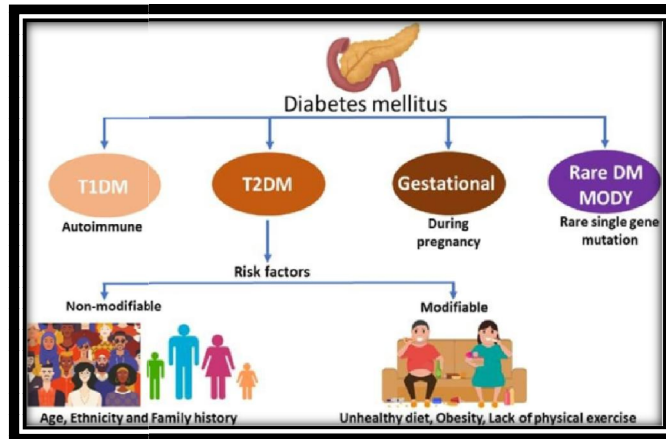 Diabetes mellitus
T1DM
Autoimmune
T2DM
Gestational
During
pregnancy
Rare DM
MODY
Rare single gene
mutation
Risk factors
Non-modifiable
Modifiable
Age, Ethnicity and Family history
Unhealthy diet, Obesity, Lack of physical exercise